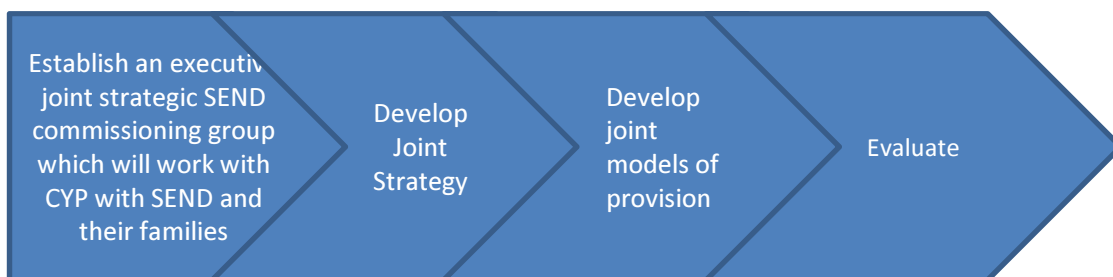 Establish an executiv
joint strategic SEND
commissioning group
which will work with
CYP with SEND and
their families
Develop
Joint
Strategy
Develop
joint
models of
provision
Evaluate